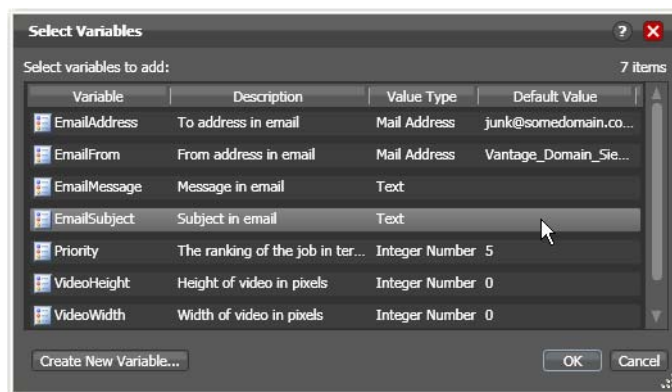 Select Variables ?
Select variables to add: 7 items
Variable Description Value Type Default Value
EmailAddress To address in email Mail Address junk@somedomain.co...
EmailFrom From address in email Mail Address Vantage_Domain_Sie...
EmailMessage Message in email Text
EmailSubject Subject in email Text
Priority The ranking of the job in ter... Integer Number 5
VideoHeight Height of video in pixels Integer Number 0
VideoWidth Width of video in pixels Integer Number 0
Create New Variable... OK Cancel